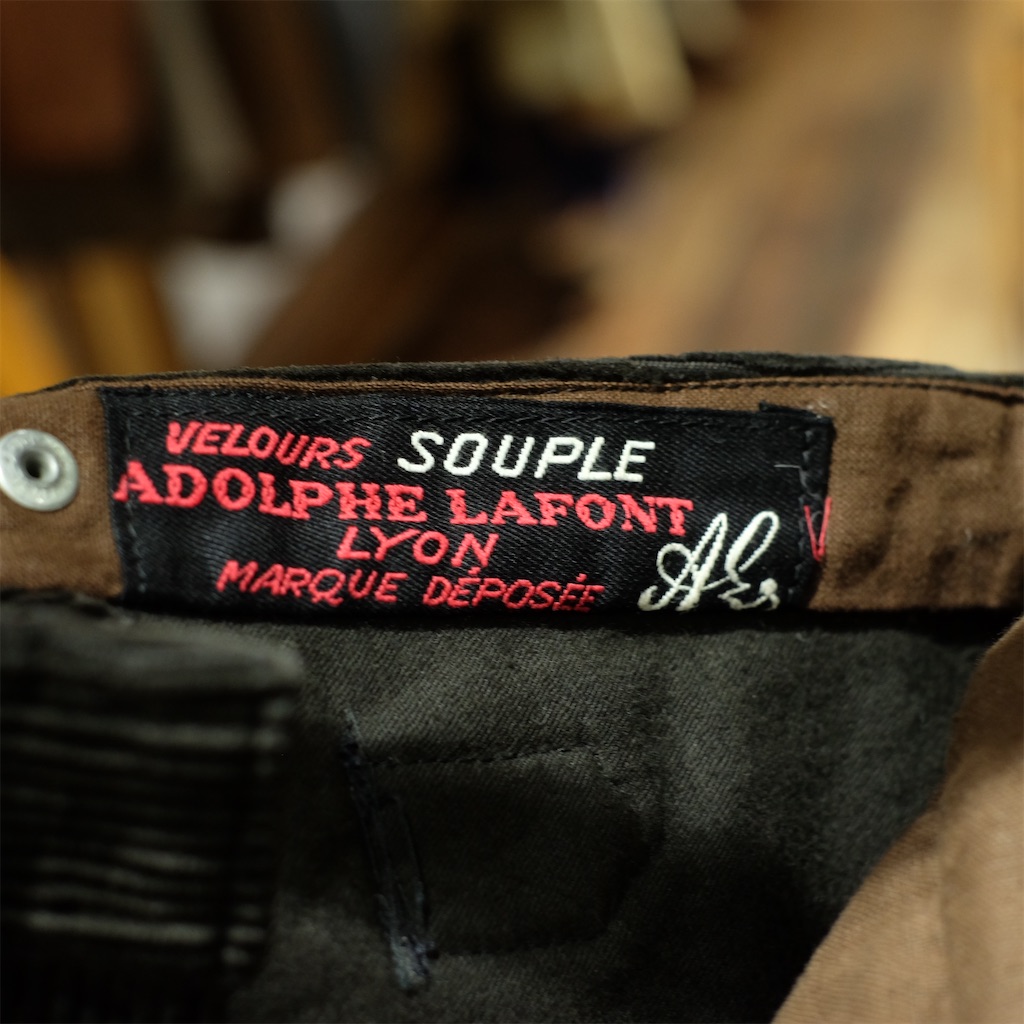 VELOURS SOUPLE
ADOLPHE LAFONT
LYON
MARQUE DÉPOSÉE